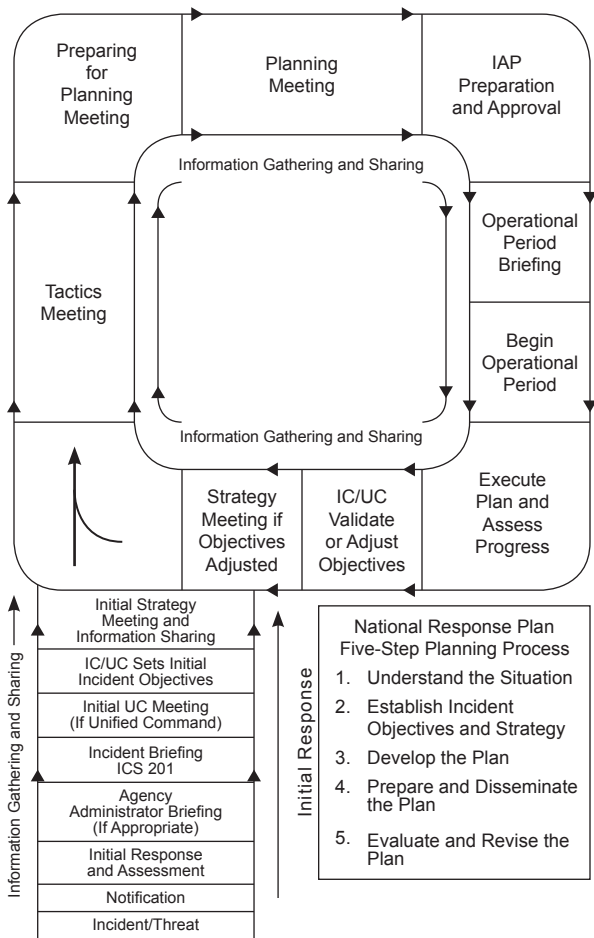 Preparing
for
Planning
Meeting
Planning
Meeting
IAP
Preparation
and Approval
Information Gathering and Sharing
Operational
Period
Briefing
Tactics
Meeting
Begin
Operational
Period
Information Gathering and Sharing
Strategy
Meeting if
Objectives
Adjusted
IC/UC
Validate
or Adjust
Objectives
Execute
Plan and
Assess
Progress
Initial Strategy
Meeting and
Information Sharing
IC/UC Sets Initial
Incident Objectives
Initial UC Meeting
(If Unified Command)
Incident Briefing
ICS 201
Agency
Administrator Briefing
(If Appropriate)
Initial Response
and Assessment
Notification
Incident/Threat
Information Gathering and Sharing
Initial Response
National Response Plan
Five-Step Planning Process
1. Understand the Situation
2. Establish Incident
Objectives and Strategy
3. Develop the Plan
4. Prepare and Disseminate
the Plan
5. Evaluate and Revise the
Plan